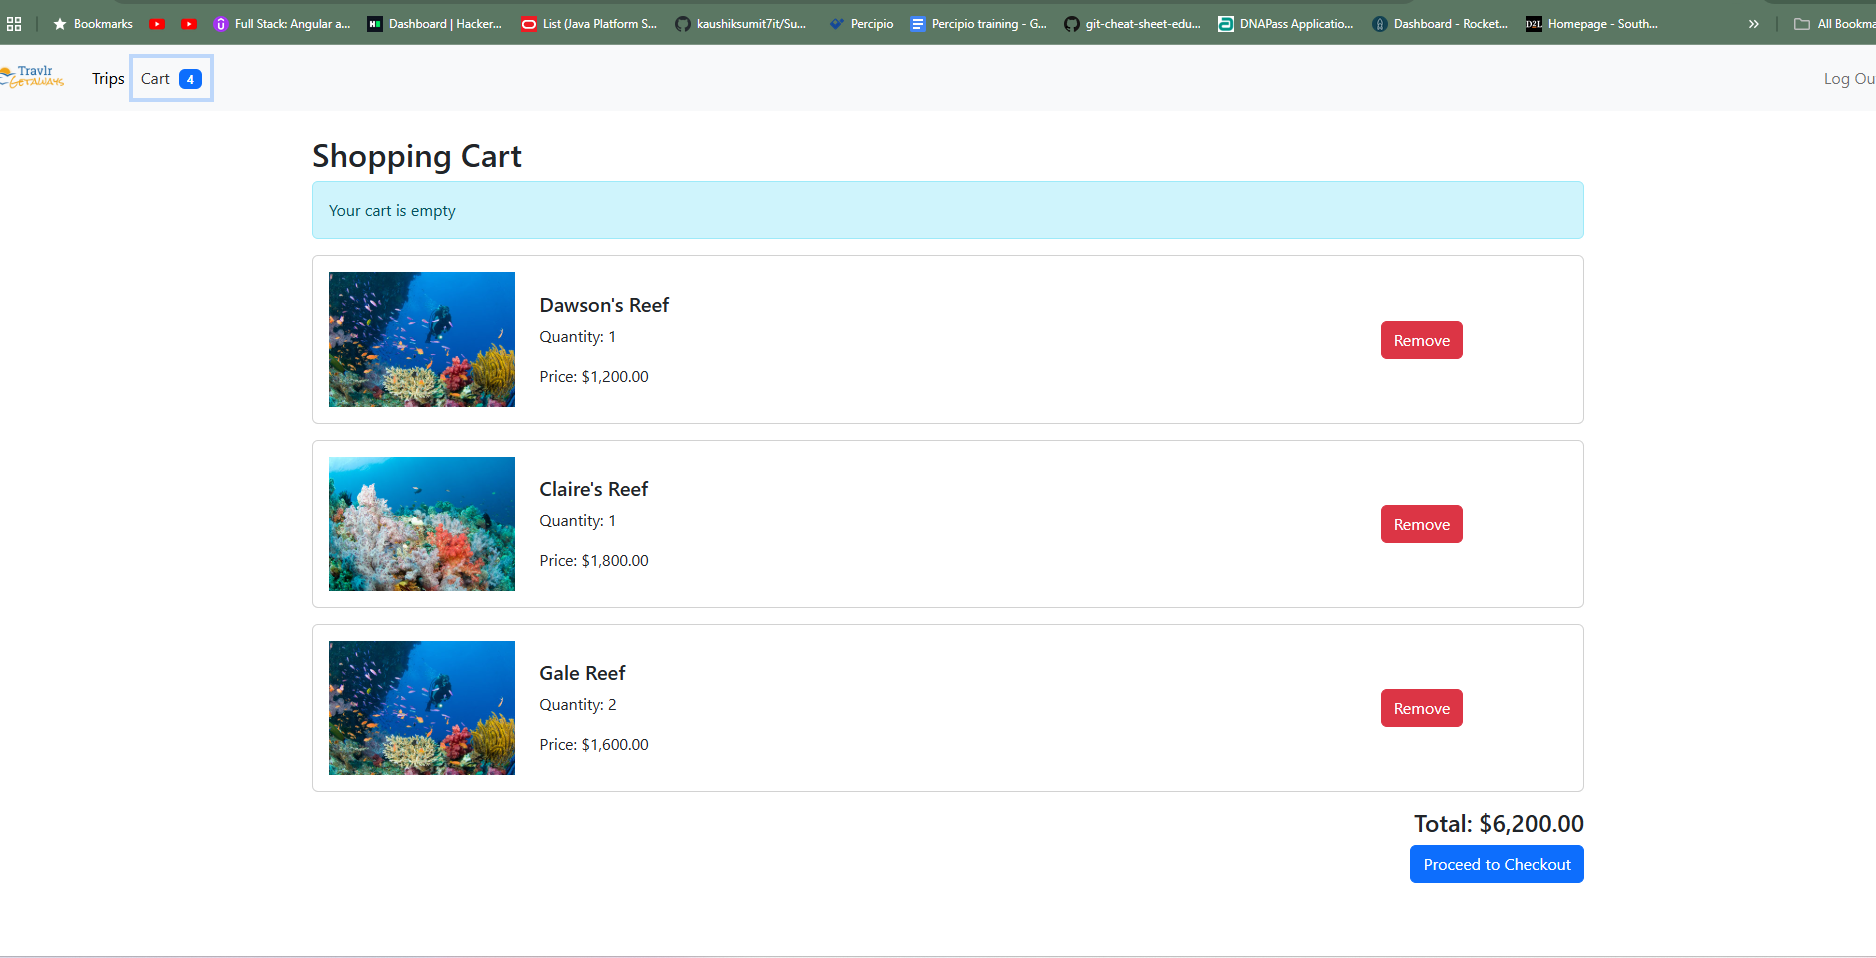 Bookmarks Full Stack: Angular a... Dashboard | Hacker... List (Java Platform S... kaushiksumit7it/Su... Percipio Percipio training - G... git-cheat-sheet-edu... DNAPass Applicatio... Dashboard - Rocket... D2L Homepage - South... » All Bookma
Travlr
Getaways
Trips Cart 4 Log Ou
Shopping Cart
Your cart is empty
Dawson's Reef
Quantity: 1
Price: $1,200.00
Remove
Claire's Reef
Quantity: 1
Price: $1,800.00
Remove
Gale Reef
Quantity: 2
Price: $1,600.00
Remove
Total: $6,200.00
Proceed to Checkout